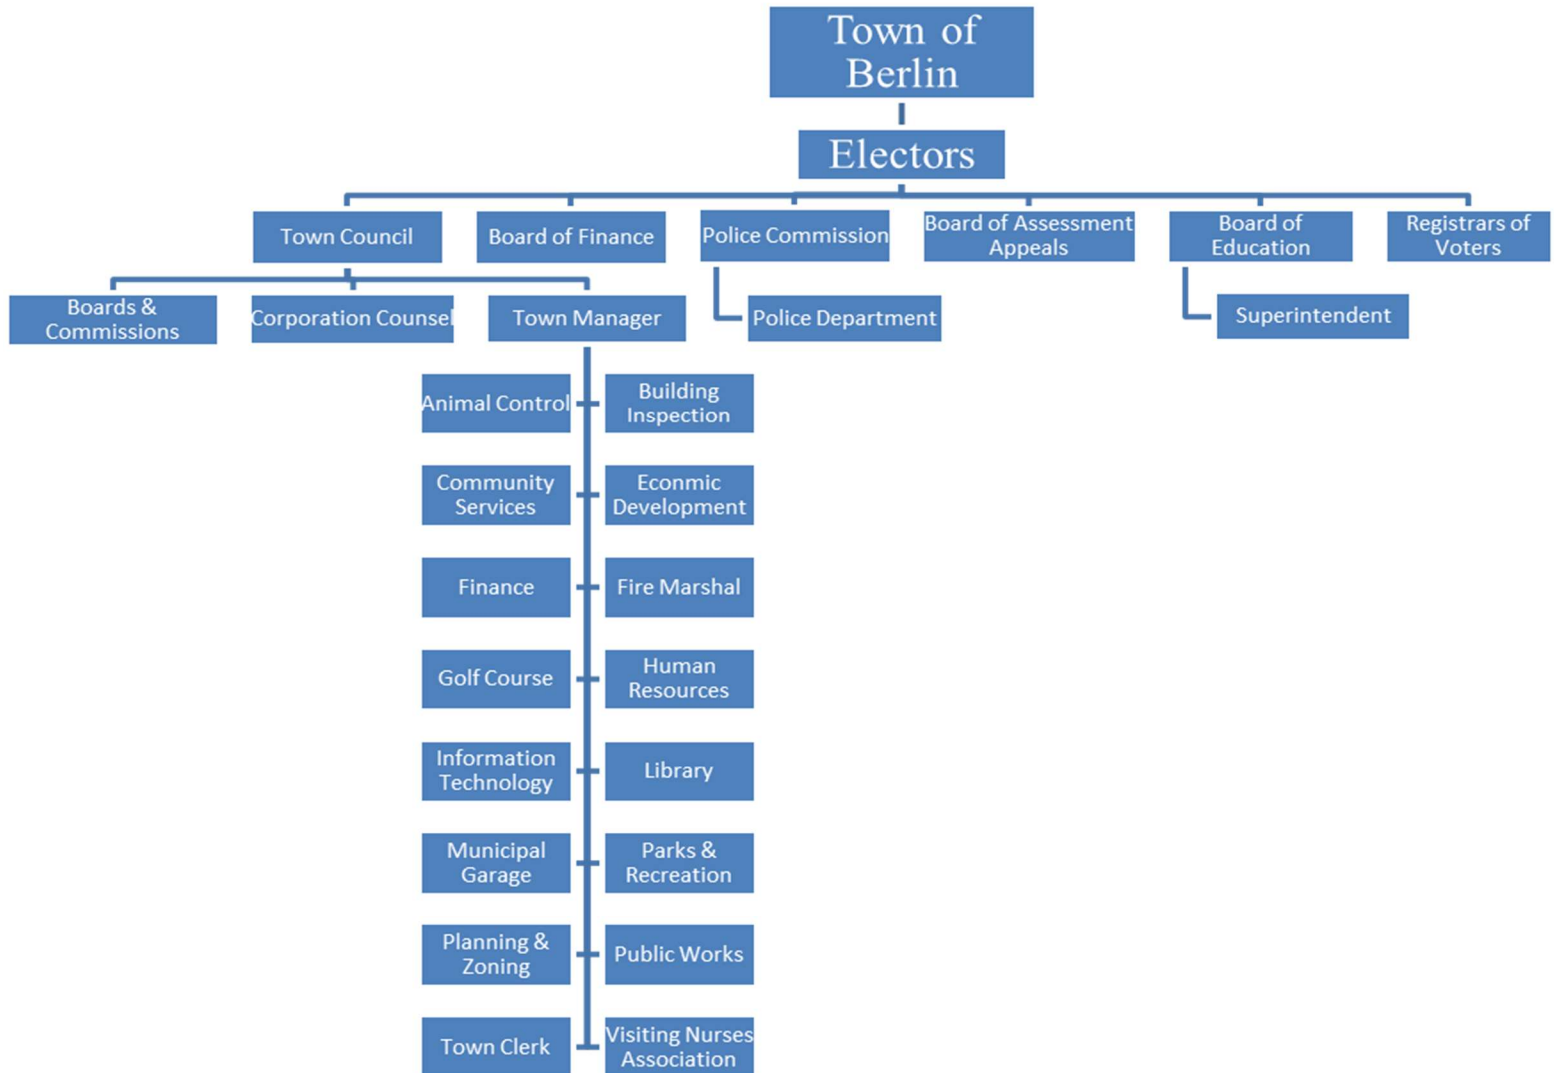 Town of
Berlin
Electors
Town Council
Board of Finance
Police Commission
Board of Assessment
Appeals
Board of
Education
Registrars of
Voters
Boards &
Commissions
Corporation Counsel
Town Manager
Police Department
Superintendent
Animal Control
Building
Inspection
Community
Services
Econmic
Development
Finance
Fire Marshal
Golf Course
Human
Resources
Information
Technology
Library
Municipal
Garage
Parks &
Recreation
Planning &
Zoning
Public Works
Town Clerk
Visiting Nurses
Association